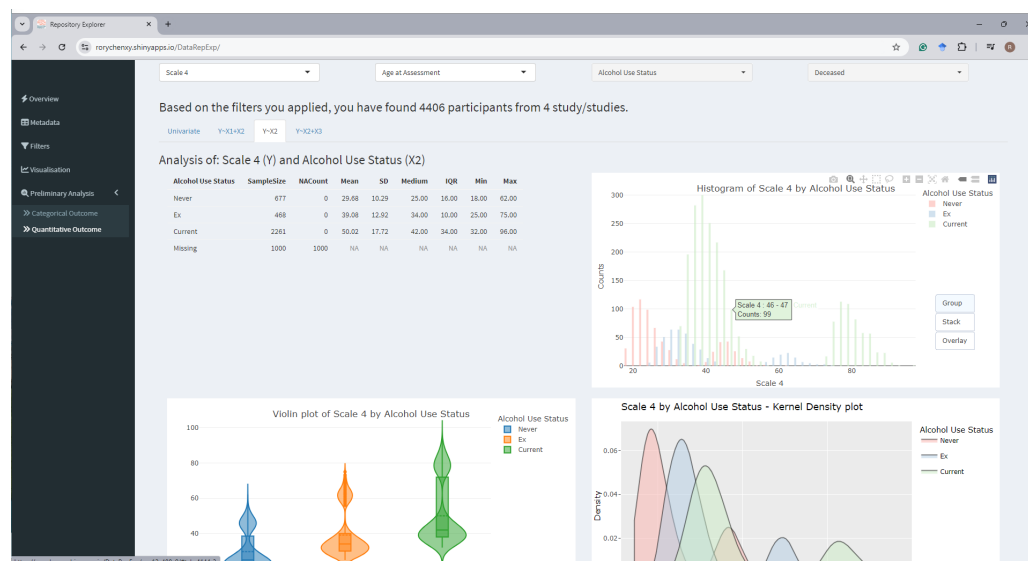 Repository Explorer
rorychenxy.shinyapps.io/DataRepExp/
Scale 4 Age at Assessment Alcohol Use Status Deceased
Overview
Metadata
Filters
Visualisation
Preliminary Analysis
Categorical Outcome
Quantitative Outcome
Based on the filters you applied, you have found 4406 participants from 4 study/studies.
Univariate Y~X1+X2 Y~X2 Y~X2+X3
Analysis of: Scale 4 (Y) and Alcohol Use Status (X2)
Alcohol Use Status SampleSize NACount Mean SD Medium IQR Min Max
Never 677 0 29.68 10.29 25.00 16.00 18.00 62.00
Ex 468 0 39.08 12.92 34.00 10.00 25.00 75.00
Current 2261 0 50.02 17.72 42.00 34.00 32.00 96.00
Missing 1000 1000 NA NA NA NA NA NA
Histogram of Scale 4 by Alcohol Use Status
Alcohol Use Status
Never
Ex
Current
300
250
200
150
100
50
0
Counts
Scale 4 : 46 - 47
Counts: 99
20 40 60 80
Scale 4
Group
Stack
Overlay
Violin plot of Scale 4 by Alcohol Use Status
Alcohol Use Status
Never
Ex
Current
100
80
60
40
Scale 4 by Alcohol Use Status - Kernel Density plot
Alcohol Use Status
Never
Ex
Current
0.06
0.04
0.02
Density